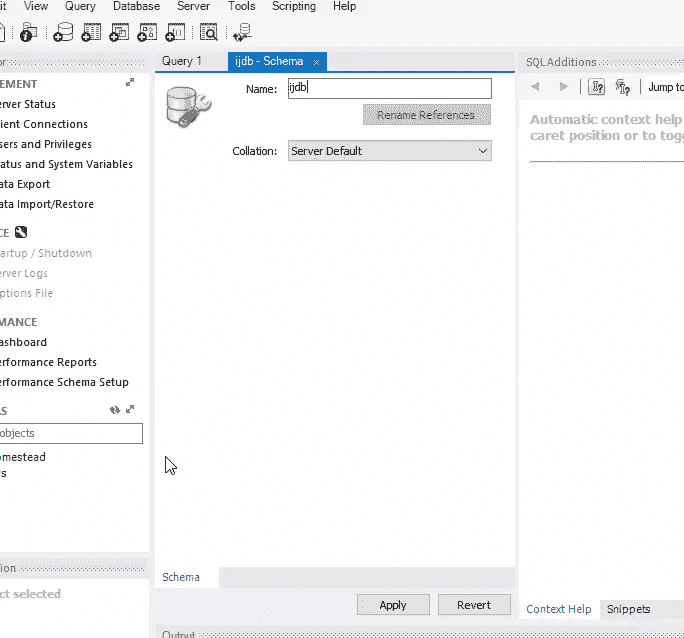 it View Query Database Server Tools Scripting Help
or
Query 1
ijdb - Schema ×
SQLAdditions
EMENT
erver Status
ient Connections
sers and Privileges
tatus and System Variables
ata Export
ata Import/Restore
CE
tartup / Shutdown
erver Logs
ptions File
MANCE
ashboard
erformance Reports
erformance Schema Setup
AS
objects
omestead
s
ion
ct selected
Name: ijdb
Rename References
Collation: Server Default
Schema
Apply Revert
Output
Jump to
Automatic context help
caret position or to togg
Context Help Snippets